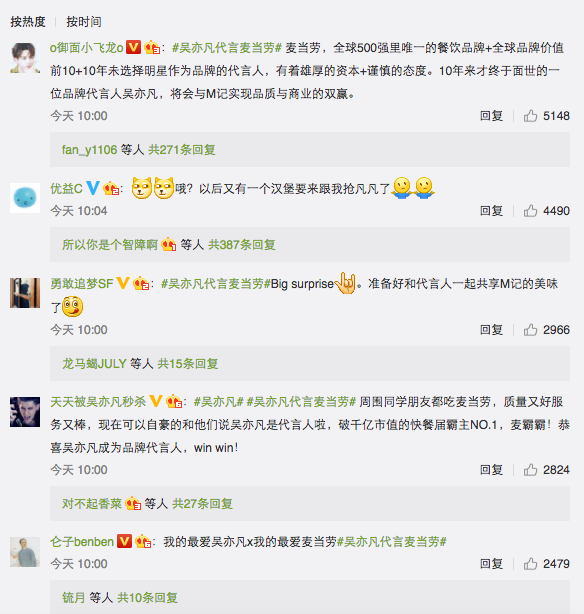 按热度 按时间
o御面小飞龙o：#吴亦凡代言麦当劳# 麦当劳，全球500强里唯一的餐饮品牌+全球品牌价值
前10+10年未选择明星作为品牌的代言人，有着雄厚的资本+谨慎的态度。10年来才终于面世的一
位品牌代言人吴亦凡，将会与M记实现品质与商业的双赢。
今天 10:00 回复 5148
fan_y1106 等人 共271条回复
优益C：哦？以后又有一个汉堡要来跟我抢凡凡了
今天 10:04 回复 4490
所以你是个智障啊 等人 共387条回复
勇敢追梦SF：#吴亦凡代言麦当劳#Big surprise。准备好和代言人一起共享M记的美味
了
今天 10:00 回复 2966
龙马蝎JULY 等人 共15条回复
天天被吴亦凡秒杀：#吴亦凡# #吴亦凡代言麦当劳# 周围同学朋友都吃麦当劳，质量又好服
务又棒，现在可以自豪的和他们说吴亦凡是代言人啦，破千亿市值的快餐届霸主NO.1，麦霸霸！恭
喜吴亦凡成为品牌代言人，win win！
今天 10:00 回复 2824
对不起香菜 等人 共27条回复
仑子benben：我的最爱吴亦凡x我的最爱麦当劳#吴亦凡代言麦当劳#
今天 10:00 回复 2479
锍月 等人 共10条回复